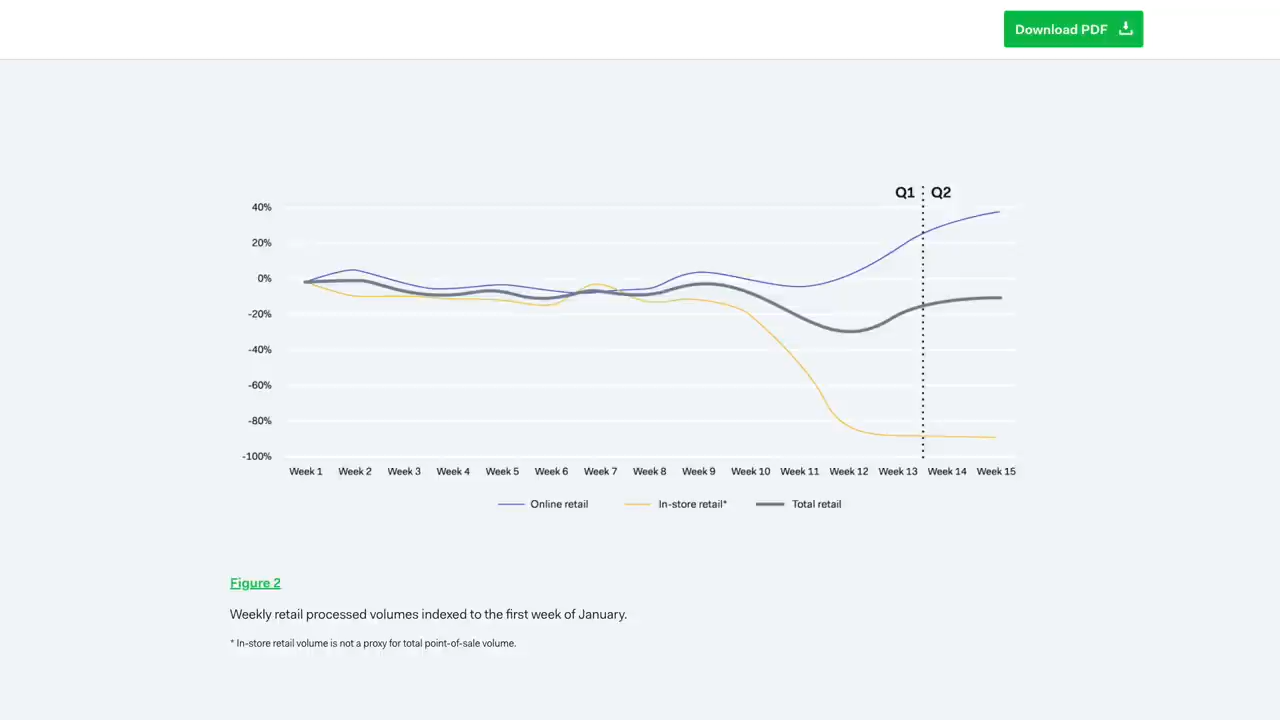 Download PDF
Q1 Q2
40%
20%
0%
-20%
-40%
-60%
-80%
-100%
Week 1 Week 2 Week 3 Week 4 Week 5 Week 6 Week 7 Week 8 Week 9 Week 10 Week 11 Week 12 Week 13 Week 14 Week 15
Online retail In-store retail* Total retail
Figure 2
Weekly retail processed volumes indexed to the first week of January.
* In-store retail volume is not a proxy for total point-of-sale volume.